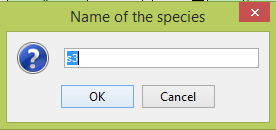 Name of the species
s3
OK
Cancel